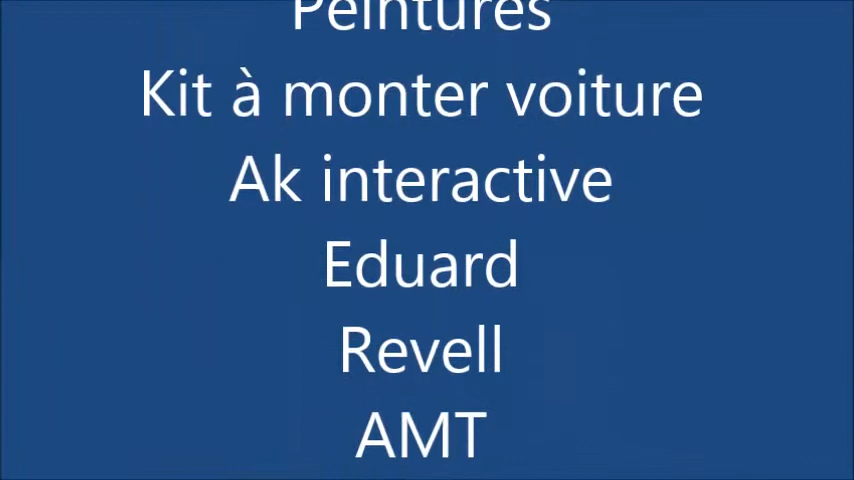 Peintures
Kit à monter voiture
Ak interactive
Eduard
Revell
AMT